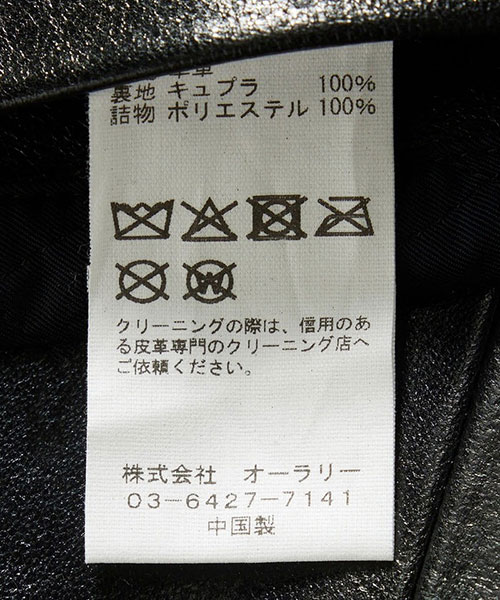 裏地 キュプラ 100%
詰物 ポリエステル 100%
W
クリーニングの際は、信用のあ
る皮革専門のクリーニング店へ
ご依頼ください。
株式会社 オーラリー
03-6427-7141
中国製